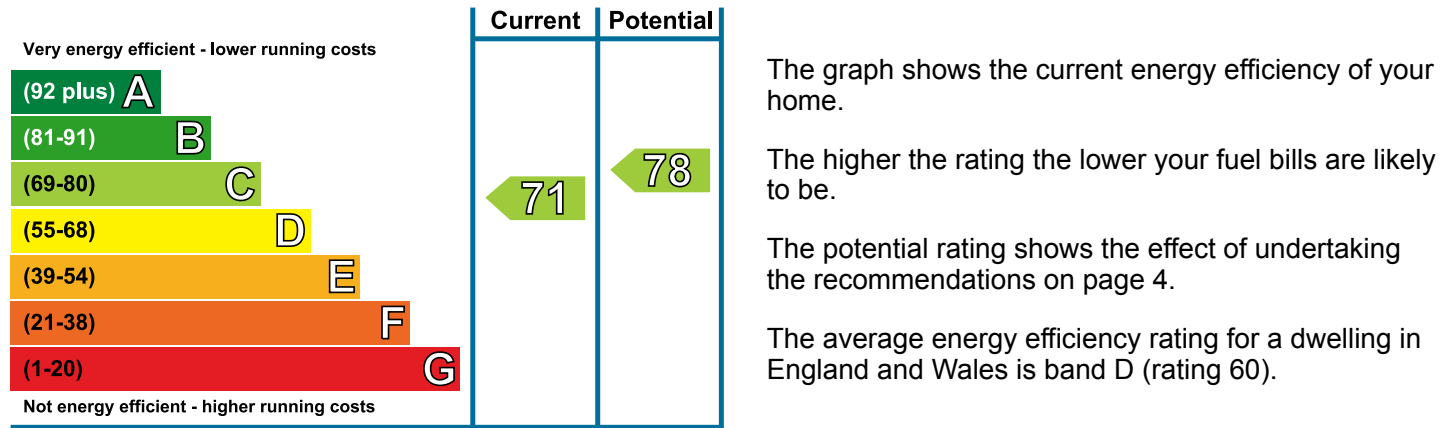 Current Potential
Very energy efficient - lower running costs
(92 plus) A
(81-91) B
(69-80) C
(55-68) D
(39-54) E
(21-38) F
(1-20) G
Not energy efficient - higher running costs
71
78
The graph shows the current energy efficiency of your
home.
The higher the rating the lower your fuel bills are likely
to be.
The potential rating shows the effect of undertaking
the recommendations on page 4.
The average energy efficiency rating for a dwelling in
England and Wales is band D (rating 60).